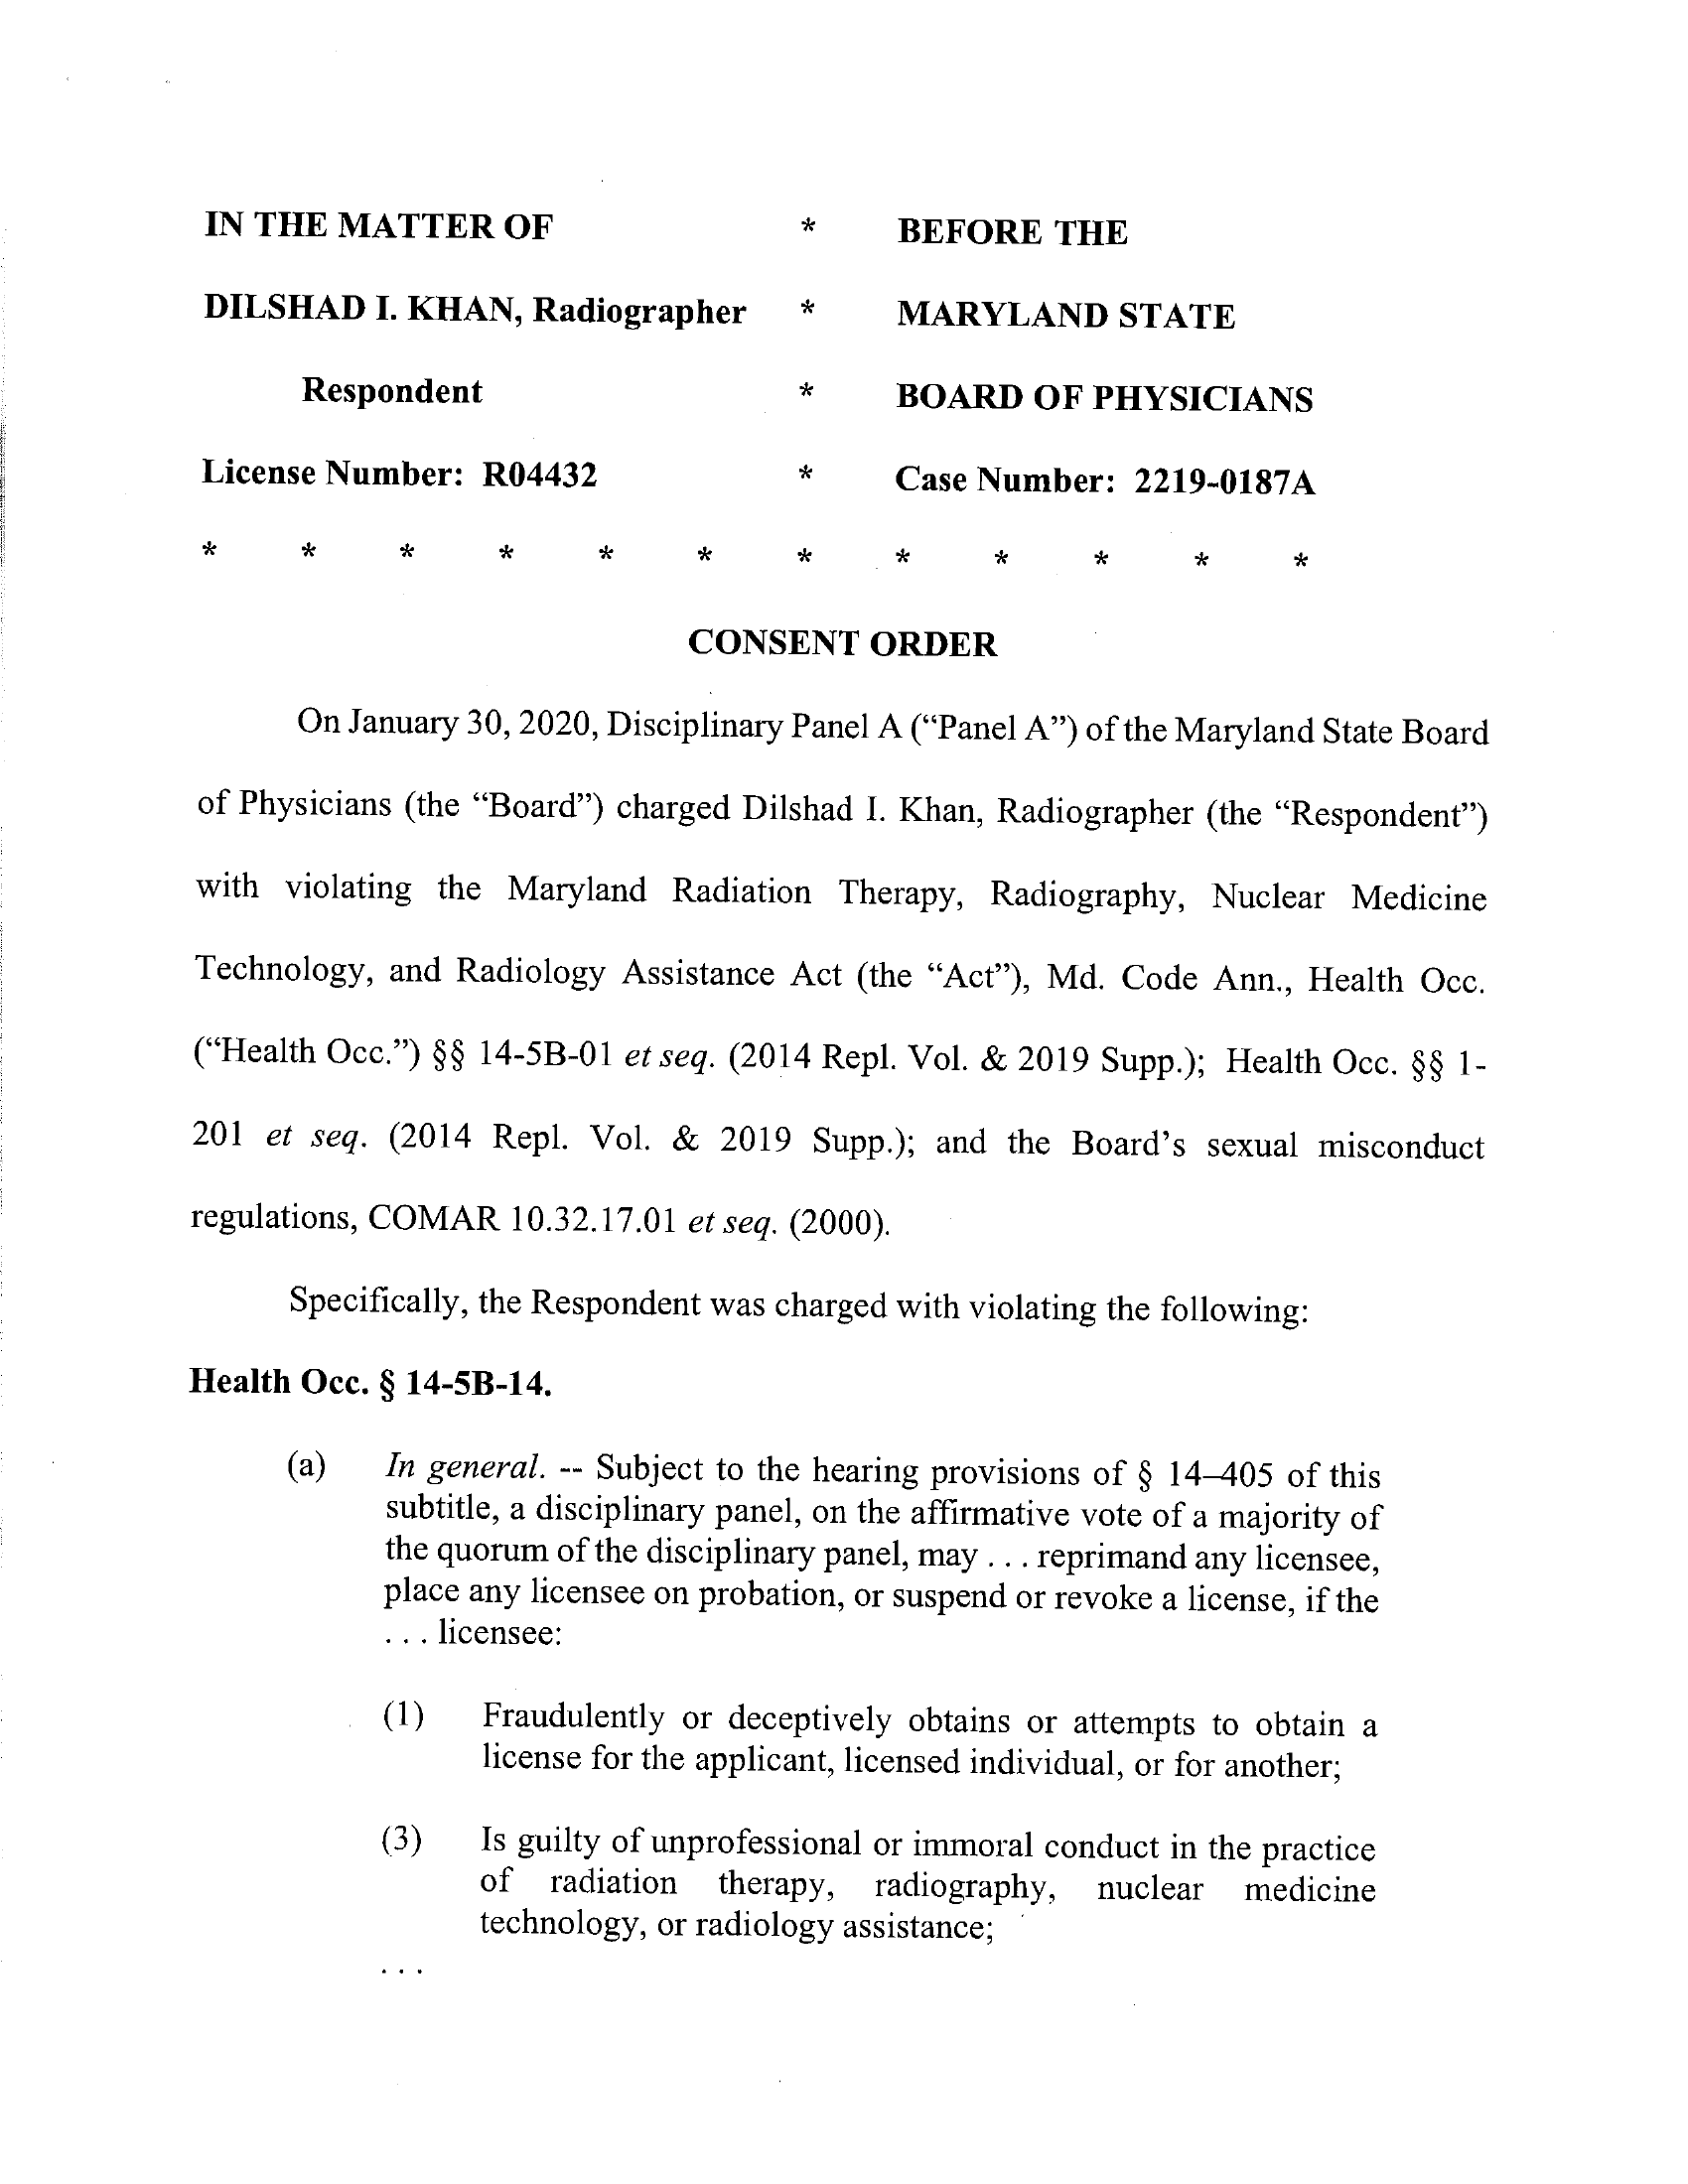 IN THE MATTER OF * BEFORE THE
DILSHAD I. KHAN, Radiographer * MARYLAND STATE
Respondent * BOARD OF PHYSICIANS
License Number: R04432 * Case Number: 2219-0187A
* * * * * * * * * * * *
CONSENT ORDER
On January 30, 2020, Disciplinary Panel A (“Panel A”) of the Maryland State Board
of Physicians (the “Board”) charged Dilshad I. Khan, Radiographer (the “Respondent”)
with violating the Maryland Radiation Therapy, Radiography, Nuclear Medicine
Technology, and Radiology Assistance Act (the “Act”), Md. Code Ann., Health Occ.
(“Health Occ.”) §§ 14-5B-01 et seq. (2014 Repl. Vol. & 2019 Supp.); Health Occ. §§ 1-
201 et seq. (2014 Repl. Vol. & 2019 Supp.); and the Board’s sexual misconduct
regulations, COMAR 10.32.17.01 et seq. (2000).
Specifically, the Respondent was charged with violating the following:
Health Occ. § 14-5B-14.
(a) In general. -- Subject to the hearing provisions of § 14–405 of this
subtitle, a disciplinary panel, on the affirmative vote of a majority of
the quorum of the disciplinary panel, may . . . reprimand any licensee,
place any licensee on probation, or suspend or revoke a license, if the
. . . licensee:
(1) Fraudulently or deceptively obtains or attempts to obtain a
license for the applicant, licensed individual, or for another;
(3) Is guilty of unprofessional or immoral conduct in the practice
of radiation therapy, radiography, nuclear medicine
technology, or radiology assistance;
. . .